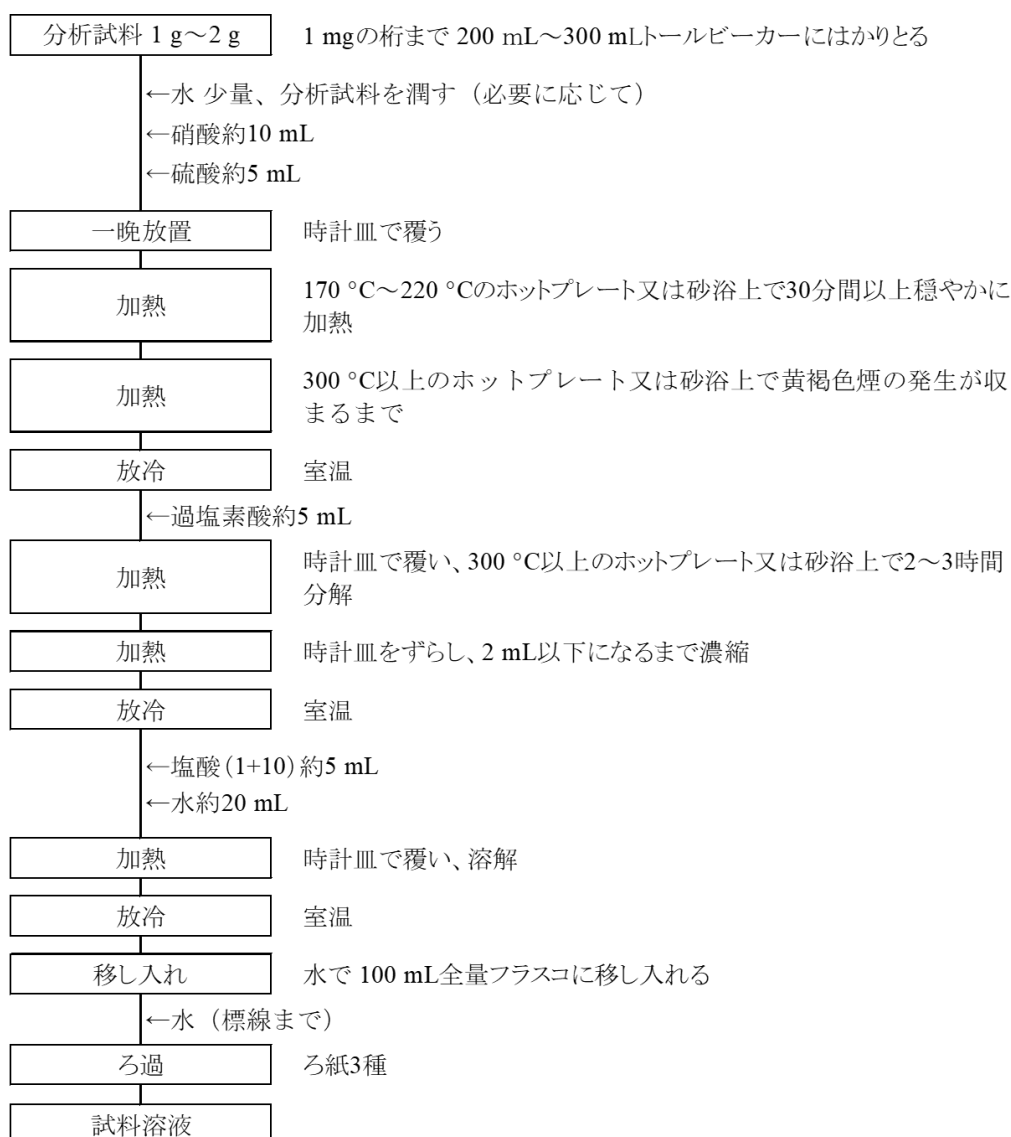 分析試料 1 g～2 g 1 mgの桁まで 200 mL～300 mLトールビーカーにはかりとる
←水 少量、分析試料を潤す（必要に応じて）
←硝酸約10 mL
←硫酸約5 mL
一晩放置 時計皿で覆う
加熱 170 °C～220 °Cのホットプレート又は砂浴上で30分間以上穏やかに
加熱
加熱 300 °C以上のホットプレート又は砂浴上で黄褐色煙の発生が収
まるまで
放冷 室温
←過塩素酸約5 mL
加熱 時計皿で覆い、300 °C以上のホットプレート又は砂浴上で2～3時間
分解
加熱 時計皿をずらし、2 mL以下になるまで濃縮
放冷 室温
←塩酸（1+10）約5 mL
←水約20 mL
加熱 時計皿で覆い、溶解
放冷 室温
移し入れ 水で 100 mL全量フラスコに移し入れる
←水（標線まで）
ろ過 ろ紙3種
試料溶液